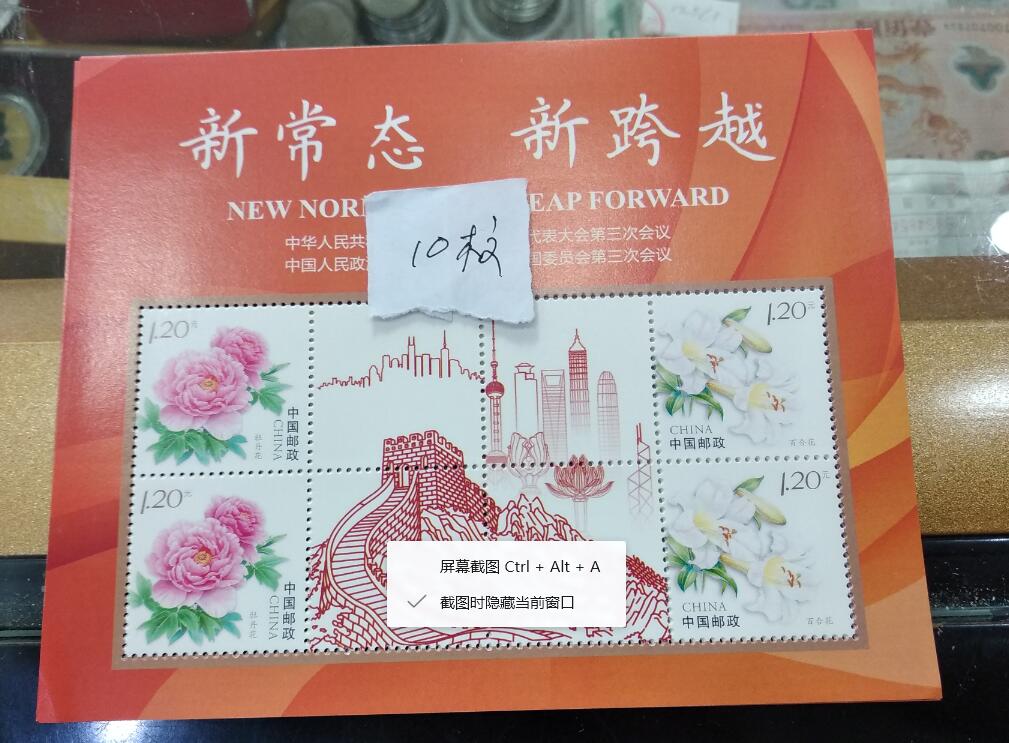 新常态 新跨越
NEW NOR EAP FORWARD
10枚
中华人民共 代表大会第三次会议
中国人民政 国委员会第三次会议
1.20元
中国邮政
CHINA
牡丹花
1.20元
CHINA
中国邮政
百合花
1.20元
中国邮政
CHINA
牡丹花
1.20元
CHINA
中国邮政
百合花
屏幕截图 Ctrl + Alt + A
截图时隐藏当前窗口